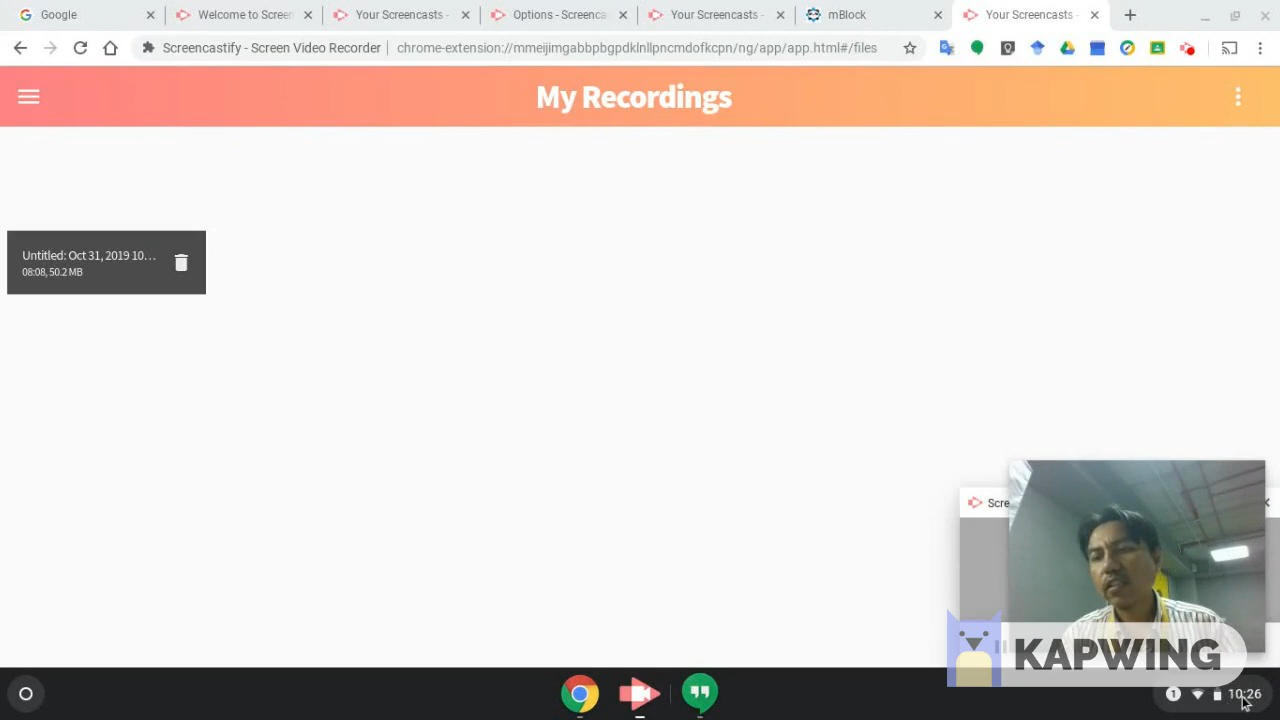 Google
Welcome to Screen
Your Screencasts -
Options - Screenca
Your Screencasts -
mBlock
Your Screencasts -
Screencastify - Screen Video Recorder
chrome-extension://mmeijimgabbpbgpdklnllpncmdofkcpn/ng/app/app.html#/files
My Recordings
Untitled: Oct 31, 2019 10...
08:08, 50.2 MB
Scre
KAPWING
1
10:26